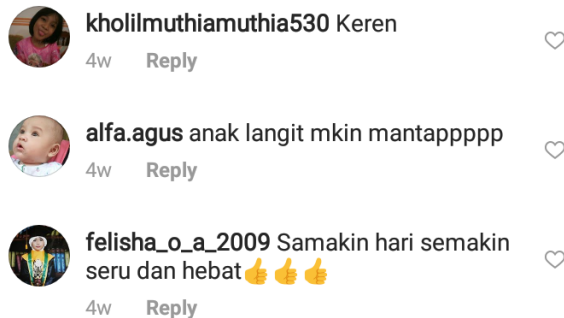 kholilmuthiamuthia530 Keren
4w Reply
alfa.agus anak langit mkin mantappppp
4w Reply
felisha_o_a_2009 Samakin hari semakin
seru dan hebat👍👍👍
4w Reply